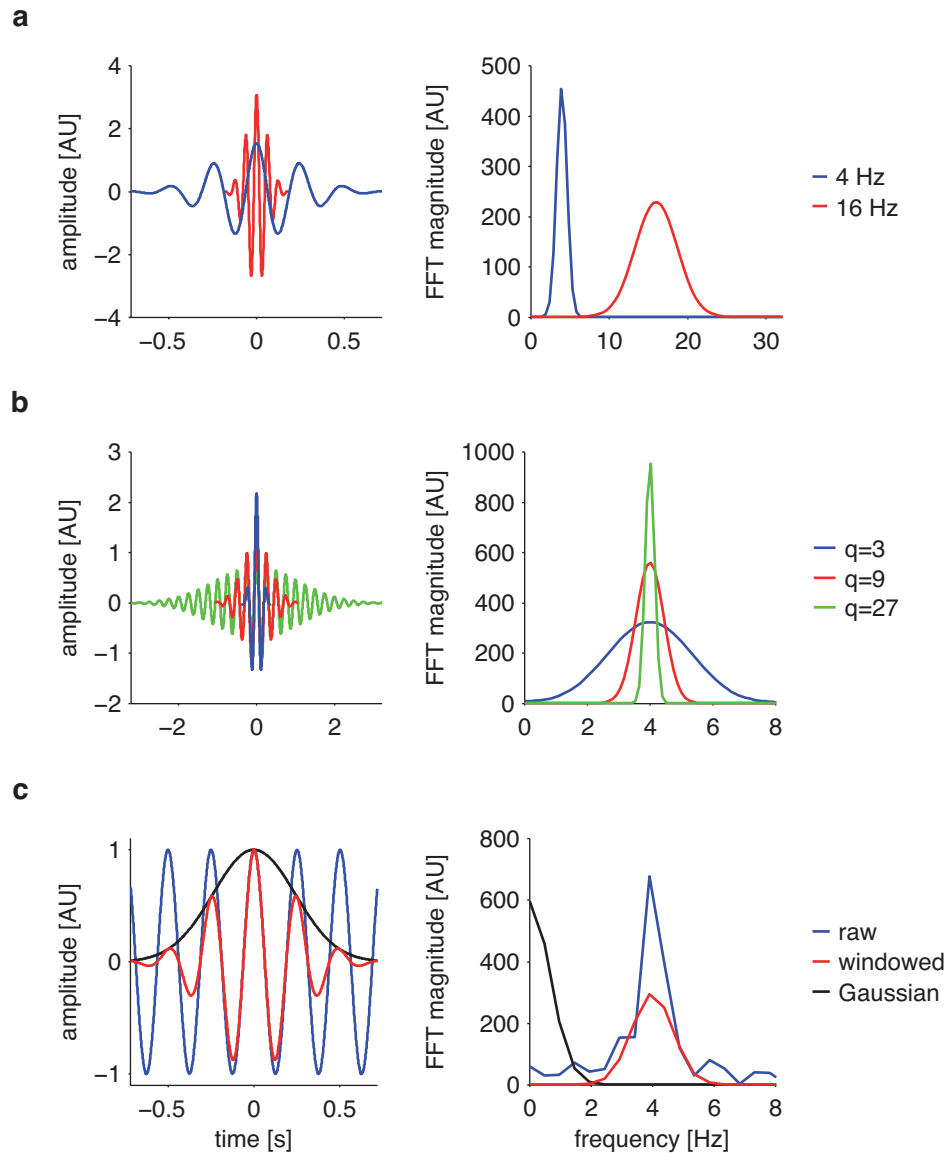 a
amplitude [AU]
4
2
0
−2
−4
−0.5 0 0.5
FFT magnitude [AU]
500
400
300
200
100
0
0 10 20 30
4 Hz
16 Hz
b
amplitude [AU]
3
2
1
0
−1
−2
−2 0 2
FFT magnitude [AU]
1000
800
600
400
200
0
0 2 4 6 8
q=3
q=9
q=27
c
amplitude [AU]
1
0
−1
−0.5 0 0.5
time [s]
FFT magnitude [AU]
800
600
400
200
0
0 2 4 6 8
frequency [Hz]
raw
windowed
Gaussian